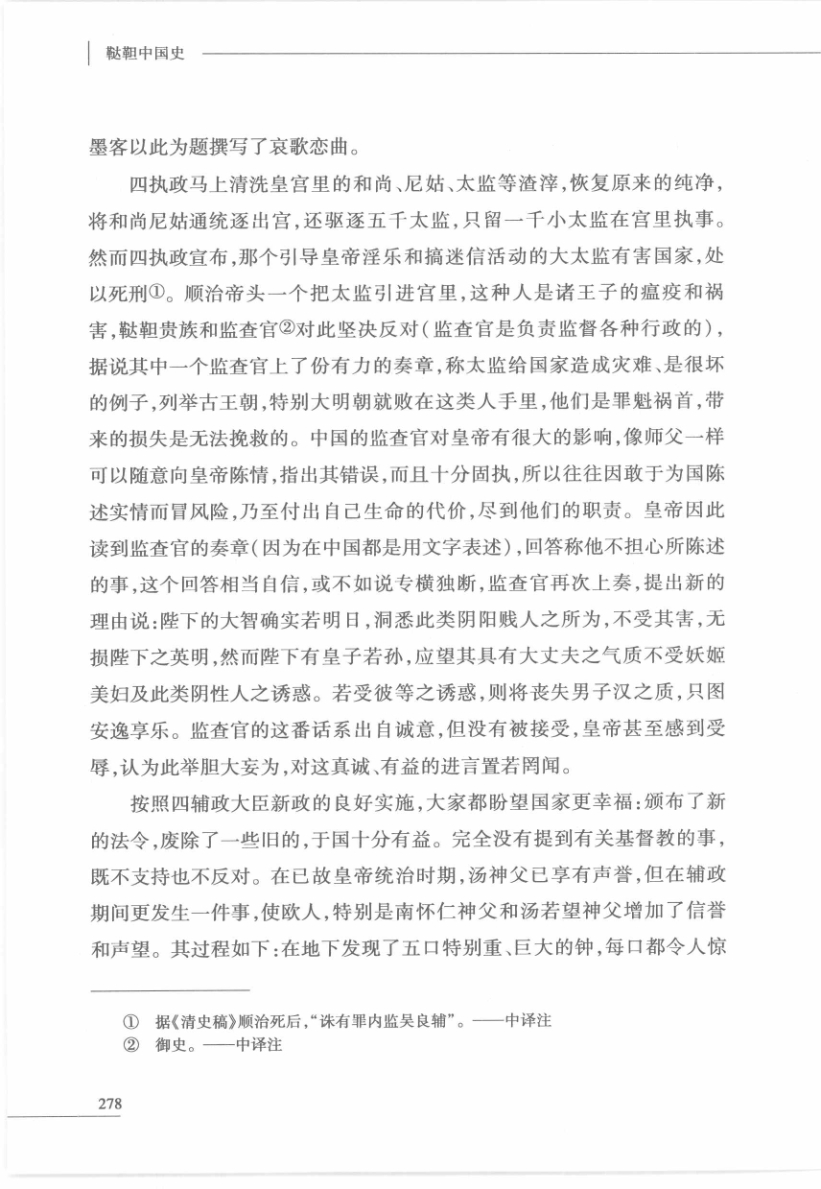 鞑靼中国史
墨客以此为题撰写了哀歌恋曲。
四执政马上清洗皇宫里的和尚、尼姑、太监等渣滓,恢复原来的纯净,
将和尚尼姑通统逐出宫,还驱逐五千太监,只留一千小太监在宫里执事。
然而四执政宣布,那个引导皇帝淫乐和搞迷信活动的大太监有害国家,处
以死刑①。顺治帝头一个把太监引进宫里,这种人是诸王子的瘟疫和祸
害,鞑靼贵族和监查官②对此坚决反对(监查官是负责监督各种行政的),
据说其中一个监查官上了份有力的奏章,称太监给国家造成灾难、是很坏
的例子,列举古王朝,特别大明朝就败在这类人手里,他们是罪魁祸首,带
来的损失是无法挽救的。中国的监查官对皇帝有很大的影响,像师父一样
可以随意向皇帝陈情,指出其错误,而且十分固执,所以往往因敢于为国陈
述实情而冒风险,乃至付出自己生命的代价,尽到他们的职责。皇帝因此
读到监查官的奏章(因为在中国都是用文字表述),回答称他不担心所陈述
的事,这个回答相当自信,或不如说专横独断,监查官再次上奏,提出新的
理由说:陛下的大智确实若明日,洞悉此类阴阳贱人之所为,不受其害,无
损陛下之英明,然而陛下有皇子若孙,应望其具有大丈夫之气质不受妖姬
美妇及此类阴性人之诱惑。若受彼等之诱惑,则将丧失男子汉之质,只图
安逸享乐。监查官的这番话系出自诚意,但没有被接受,皇帝甚至感到受
辱,认为此举胆大妄为,对这真诚、有益的进言置若罔闻。
按照四辅政大臣新政的良好实施,大家都盼望国家更幸福:颁布了新
的法令,废除了一些旧的,于国十分有益。完全没有提到有关基督教的事,
既不支持也不反对。在已故皇帝统治时期,汤神父已享有声誉,但在辅政
期间更发生一件事,使欧人,特别是南怀仁神父和汤若望神父增加了信誉
和声望。其过程如下:在地下发现了五口特别重、巨大的钟,每口都令人惊
① 据《清史稿》顺治死后,“诛有罪内监吴良辅”。——中译注
② 御史。——中译注
278